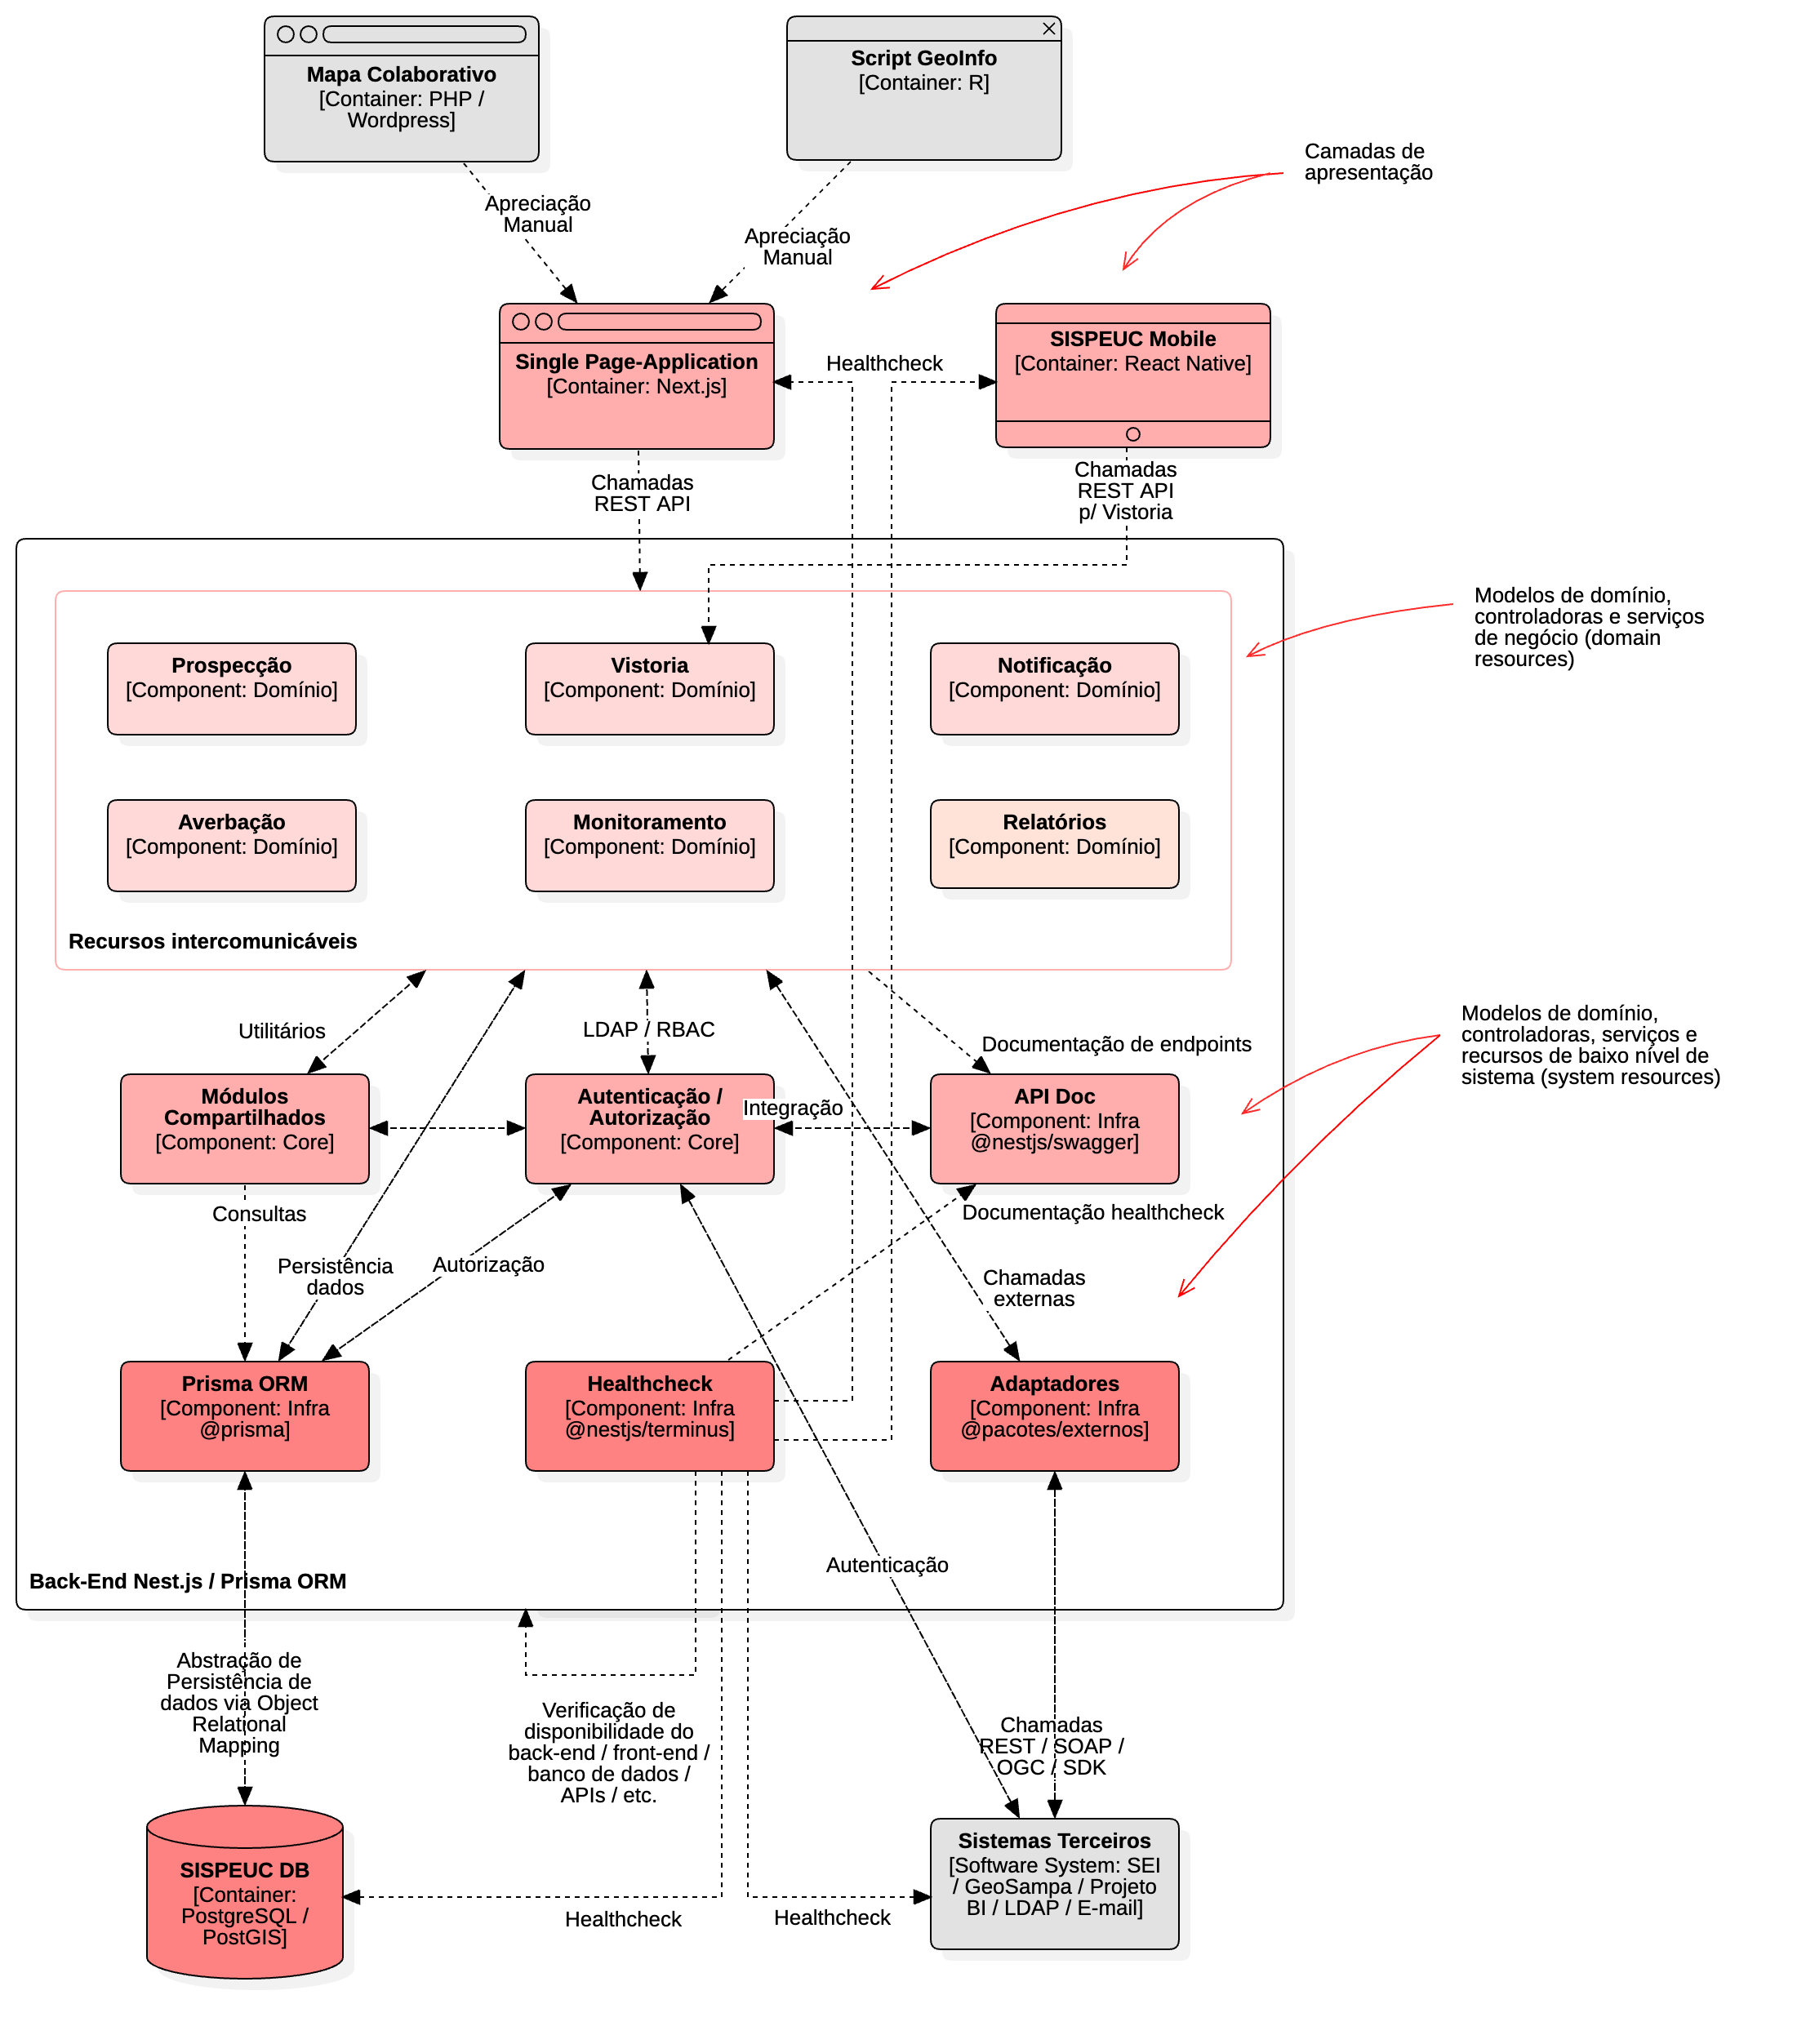 Mapa Colaborativo
[Container: PHP /
Wordpress]
Script GeoInfo
[Container: R]
Camadas de
apresentação
Apreciação
Manual
Apreciação
Manual
Single Page-Application
[Container: Next.js]
Healthcheck
SISPEUC Mobile
[Container: React Native]
Chamadas
REST API
Chamadas
REST API
p/ Vistoria
Modelos de domínio,
controladoras e serviços
de negócio (domain
resources)
Prospecção
[Component: Domínio]
Vistoria
[Component: Domínio]
Notificação
[Component: Domínio]
Averbação
[Component: Domínio]
Monitoramento
[Component: Domínio]
Relatórios
[Component: Domínio]
Recursos intercomunicáveis
Utilitários
LDAP / RBAC
Documentação de endpoints
Modelos de domínio,
controladoras, serviços e
recursos de baixo nível de
sistema (system resources)
Módulos
Compartilhados
[Component: Core]
Autenticação /
Autorização
[Component: Core]
Integração
API Doc
[Component: Infra
@nestjs/swagger]
Consultas
Persistência
dados
Autorização
Documentação healthcheck
Chamadas
externas
Prisma ORM
[Component: Infra
@prisma]
Healthcheck
[Component: Infra
@nestjs/terminus]
Adaptadores
[Component: Infra
@pacotes/externos]
Autenticação
Back-End Nest.js / Prisma ORM
Abstração de
Persistência de
dados via Object
Relational
Mapping
Verificação de
disponibilidade do
back-end / front-end /
banco de dados /
APIs / etc.
Chamadas
REST / SOAP /
OGC / SDK
SISPEUC DB
[Container:
PostgreSQL /
PostGIS]
Healthcheck
Healthcheck
Sistemas Terceiros
[Software System: SEI
/ GeoSampa / Projeto
BI / LDAP / E-mail]